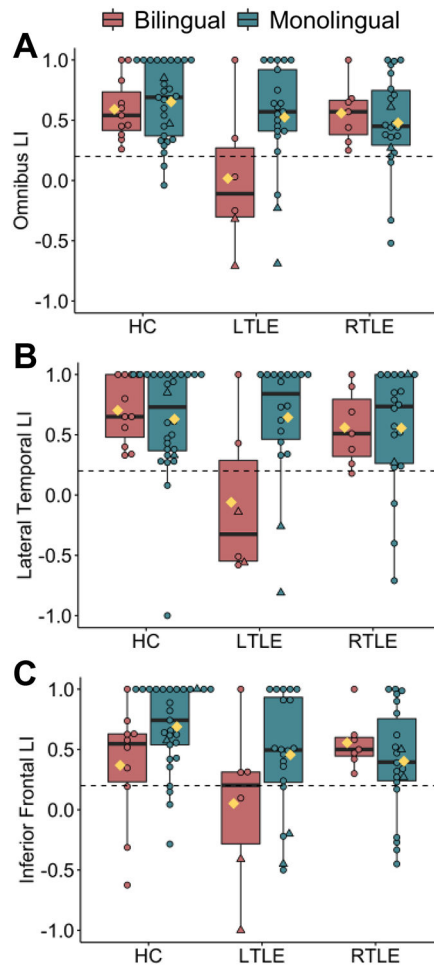 Bilingual Monolingual
A
Omnibus LI
1.0
0.5
0.0
-0.5
-1.0
HC LTLE RTLE
B
Lateral Temporal LI
1.0
0.5
0.0
-0.5
-1.0
HC LTLE RTLE
C
Inferior Frontal LI
1.0
0.5
0.0
-0.5
-1.0
HC LTLE RTLE